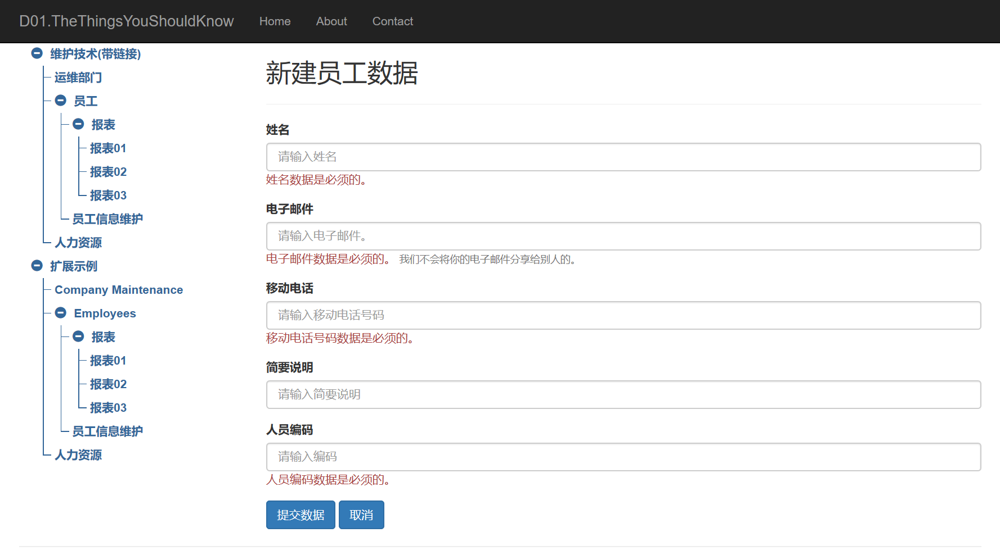 D01.TheThingsYouShouldKnow Home About Contact
维护技术(带链接)
运维部门
员工
报表
报表01
报表02
报表03
员工信息维护
人力资源
扩展示例
Company Maintenance
Employees
报表
报表01
报表02
报表03
员工信息维护
人力资源
新建员工数据
姓名
请输入姓名
姓名数据是必须的。
电子邮件
请输入电子邮件。
电子邮件数据是必须的。 我们不会将你的电子邮件分享给别人的。
移动电话
请输入移动电话号码
移动电话号码数据是必须的。
简要说明
请输入简要说明
人员编码
请输入编码
人员编码数据是必须的。
提交数据 取消